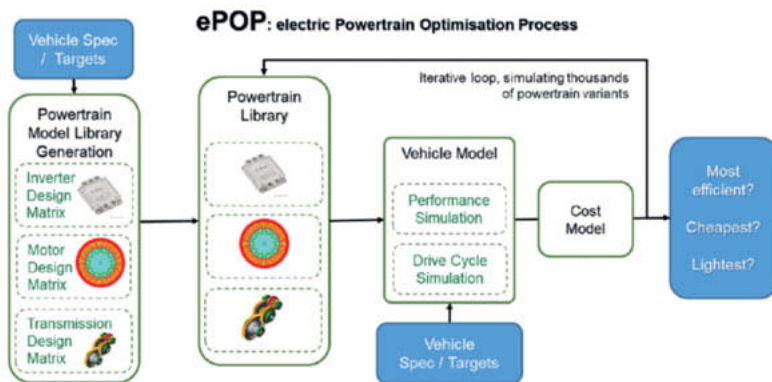 ePOP: electric Powertrain Optimisation Process
Vehicle Spec
/ Targets
Powertrain
Model Library
Generation
Inverter
Design
Matrix
Motor
Design
Matrix
Transmission
Design
Matrix
Powertrain
Library
Iterative loop, simulating thousands
of powertrain variants
Vehicle Model
Performance
Simulation
Drive Cycle
Simulation
Vehicle
Spec / Targets
Cost
Model
Most
efficient?
Cheapest?
Lightest?